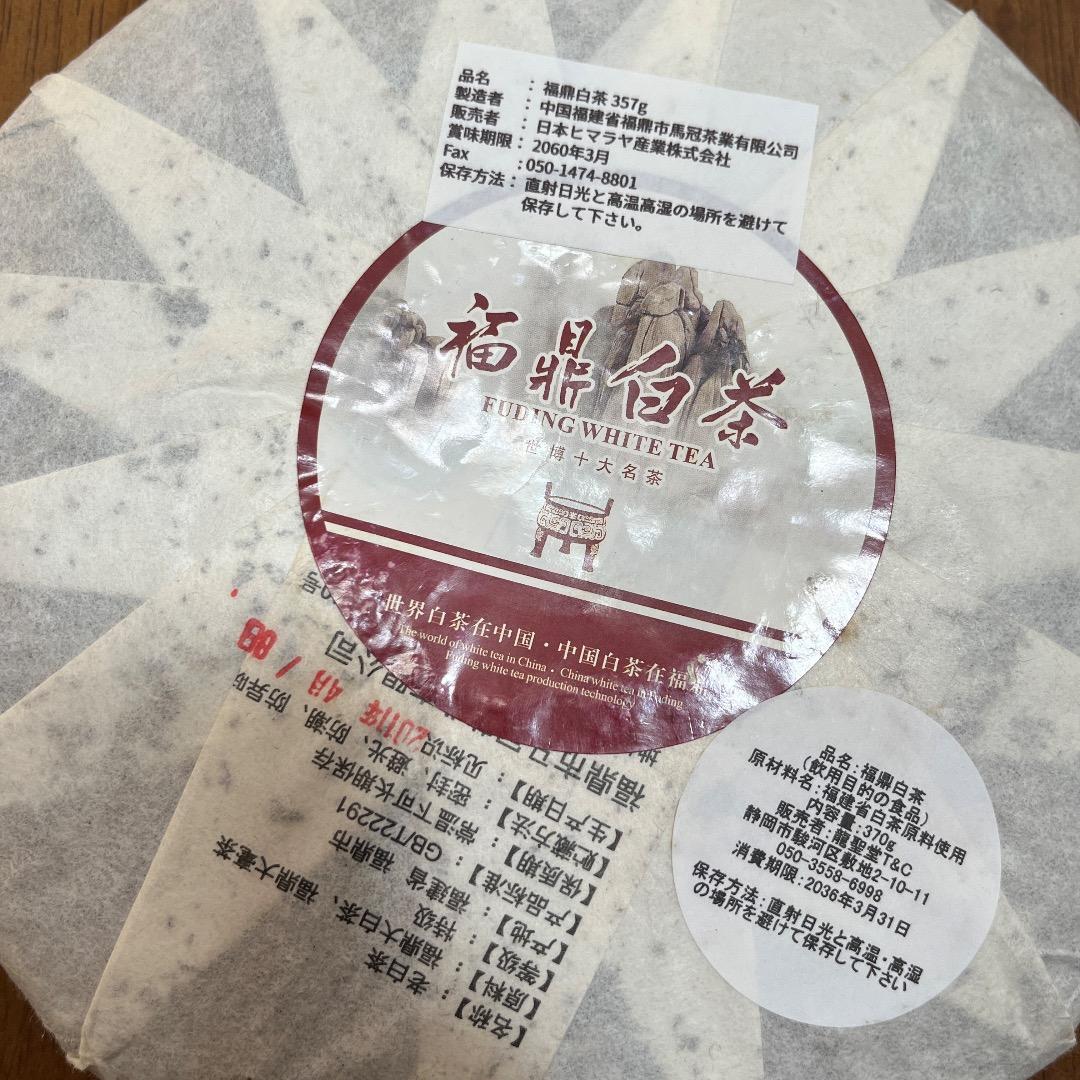 品名 : 福鼎白茶 357g
製造者 : 中国福建省福鼎市馬冠茶業有限公司
販売者 : 日本ヒマラヤ産業株式会社
賞味期限 : 2060年3月
Fax : 050-1474-8801
保存方法 : 直射日光と高温高湿の場所を避けて
保存して下さい。
福鼎白茶
FUDING WHITE TEA
世博十大名茶
世界白茶在中国・中国白茶在福
The world of white tea in China . China white tea in Fuding
Fuding white tea production technology
品名:福鼎白茶
(飲用目的の食品)
原材料名:福建省白茶原料使用
内容量:370g
販売者:龍聖堂T&C
静岡市駿河区敷地2-10-11
050-3558-6998
消費期限:2036年3月31日
保存方法:直射日光と高温・高湿
の場所を避けて保存して下さい
【名称】:老白茶
【原料】:福鼎大白茶、福鼎大毫茶
【等级】:特级
【产地】:福建省 福鼎市
【产品标准】:GB/T22291
【保质期】:常温下可长期保存
【贮藏方法】:密封、避光、防潮、防异
【生产日期】:见标识
2011年 4月 /
福鼎市
限公司
号